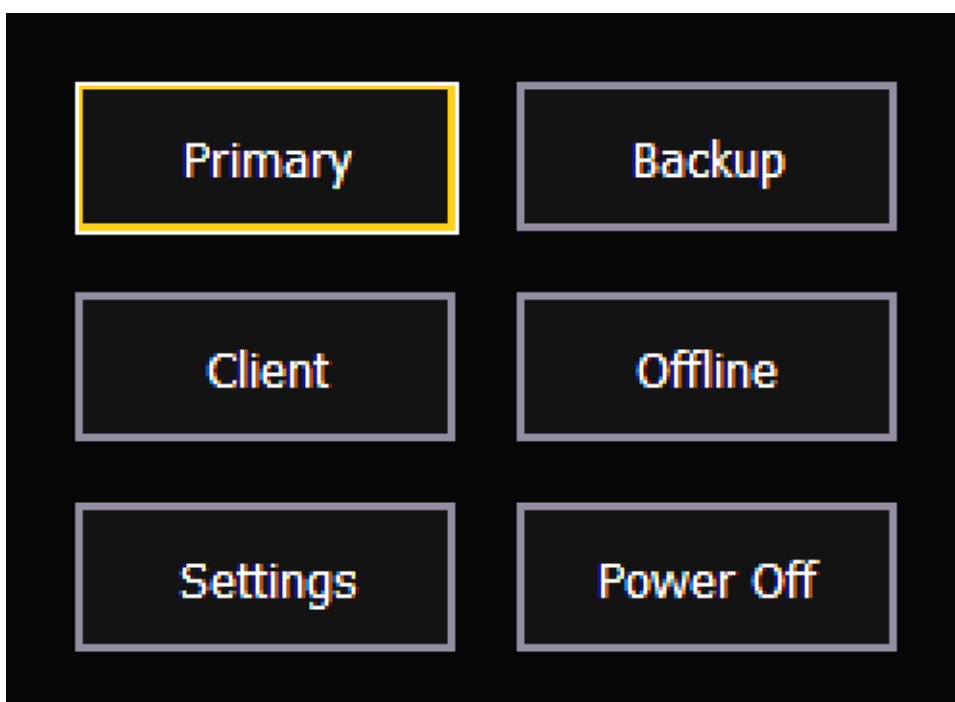 Primary
Backup
Client
Offline
Settings
Power Off